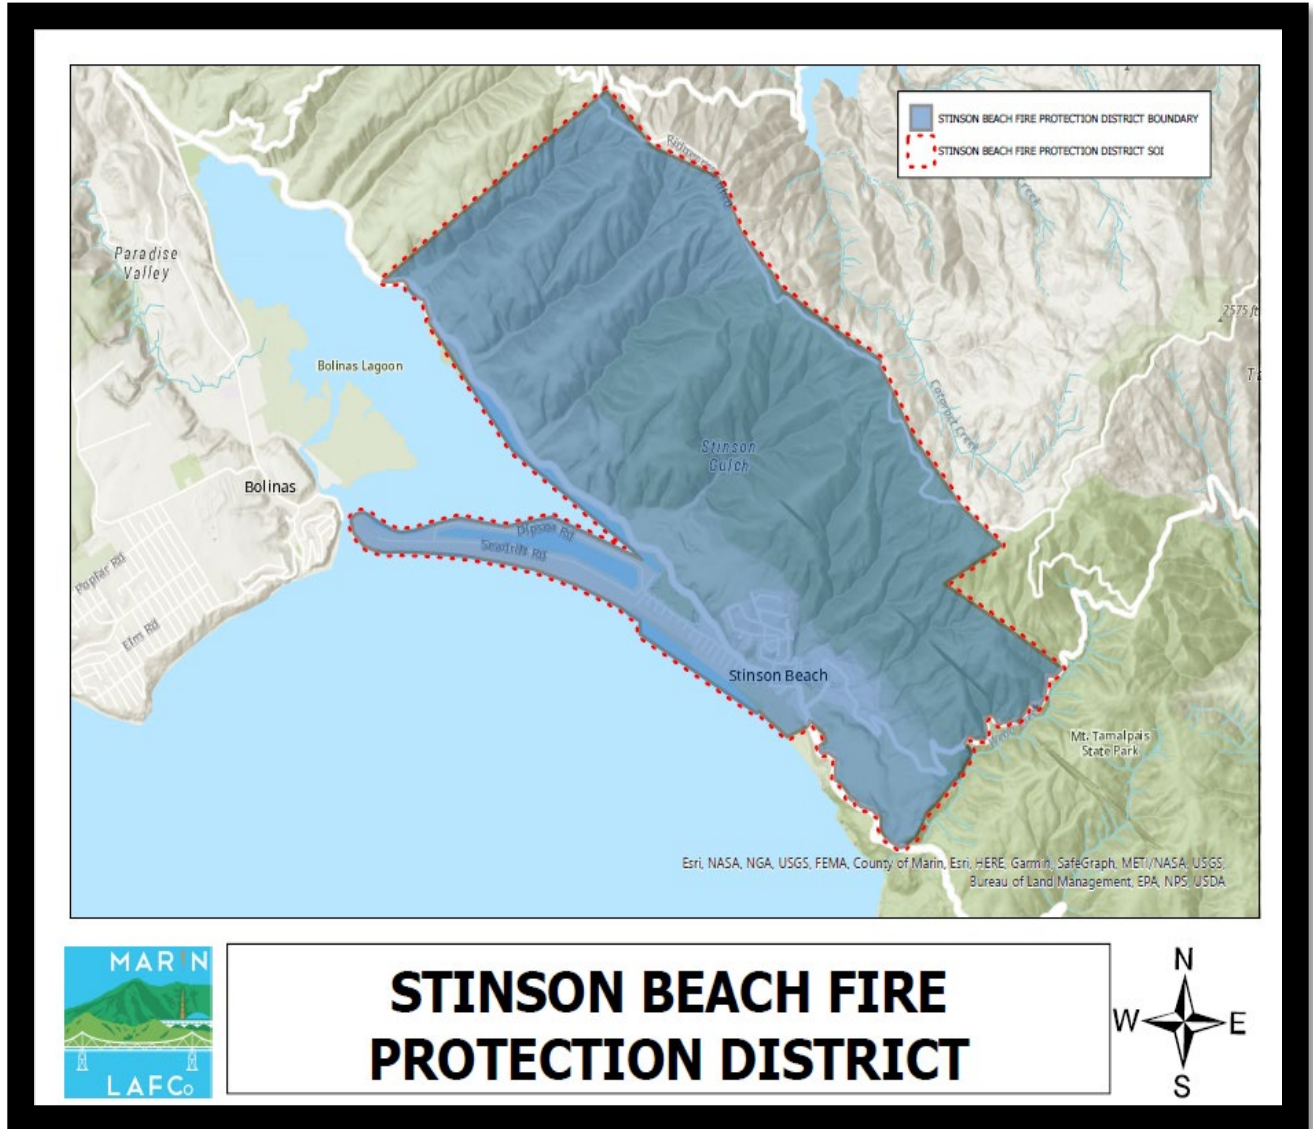 STINSON BEACH FIRE PROTECTION DISTRICT BOUNDARY
STINSON BEACH FIRE PROTECTION DISTRICT SOI
Paradise
Valley
2575 ft
Bolinas Lagoon
Cataract Creek
Creek
Stinson
Gulch
Bolinas
Dipsea Rd
Seadrift Rd
Poplar Rd
Elm Rd
Stinson Beach
Mt. Tamalpais
State Park
Esri, NASA, NGA, USGS, FEMA, County of Marin, Esri, HERE, Garmin, SafeGraph, METI/NASA, USGS,
Bureau of Land Management, EPA, NPS, USDA
MARIN
LAFCo
STINSON BEACH FIRE
PROTECTION DISTRICT
N
W
E
S